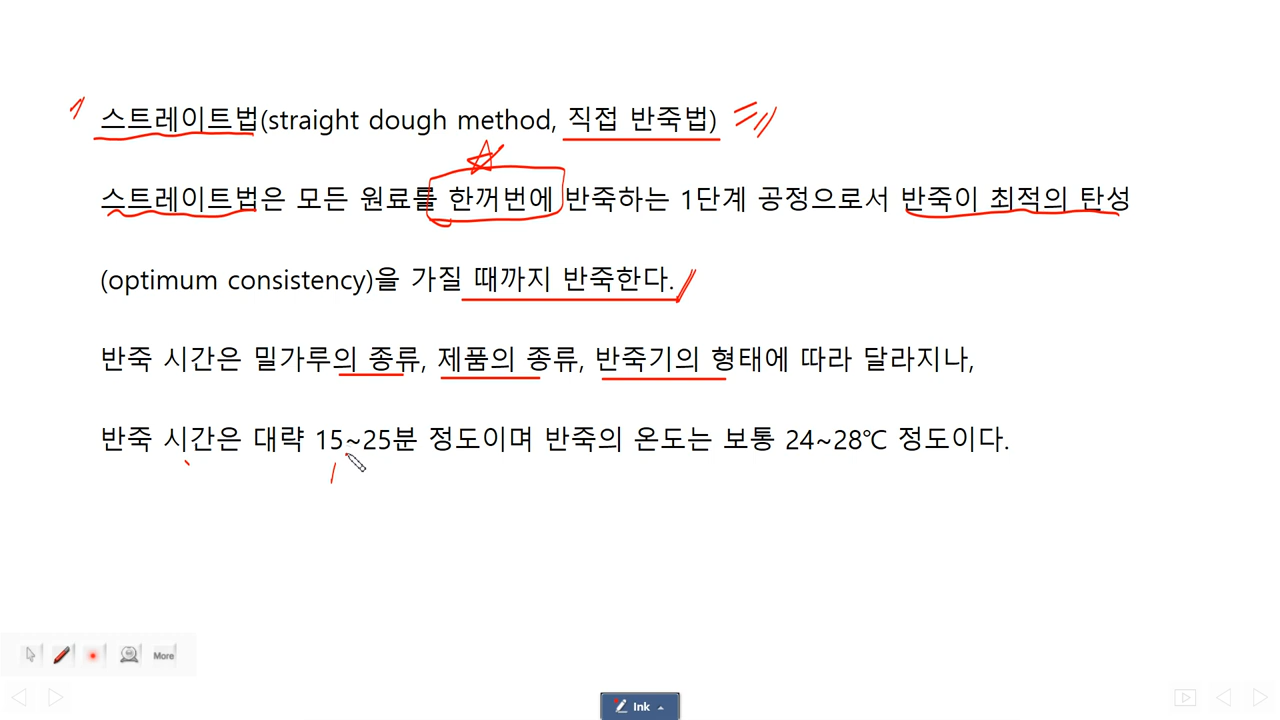 스트레이트법(straight dough method, 직접 반죽법)
스트레이트법은 모든 원료를 한꺼번에 반죽하는 1단계 공정으로서 반죽이 최적의 탄성
(optimum consistency)을 가질 때까지 반죽한다.
반죽 시간은 밀가루의 종류, 제품의 종류, 반죽기의 형태에 따라 달라지나,
반죽 시간은 대략 15~25분 정도이며 반죽의 온도는 보통 24~28℃ 정도이다.
More
Ink